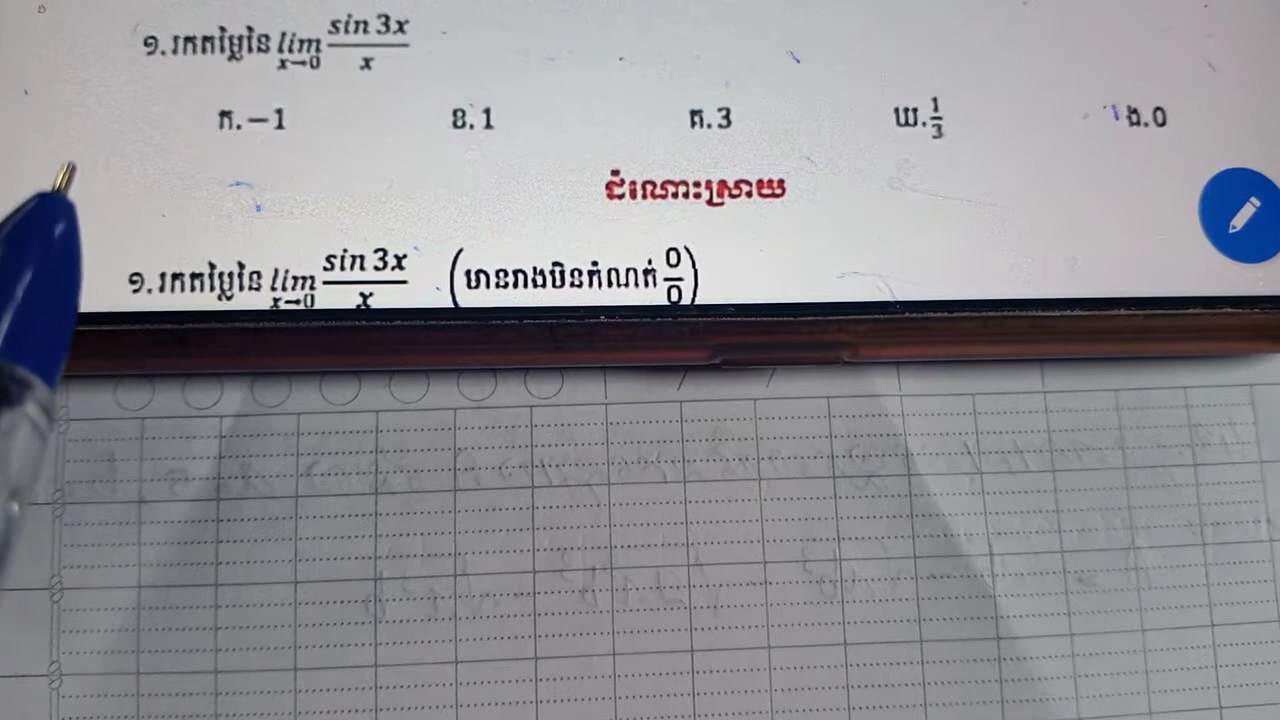 ១.រកតម្លៃនៃ lim x→0 sin 3x / x
ក.−1 ខ.1 គ.3 ឃ.1/3 ង.0
ដំណោះស្រាយ
១.រកតម្លៃនៃ lim x→0 sin 3x / x (មានរាងមិនកំណត់ 0/0)